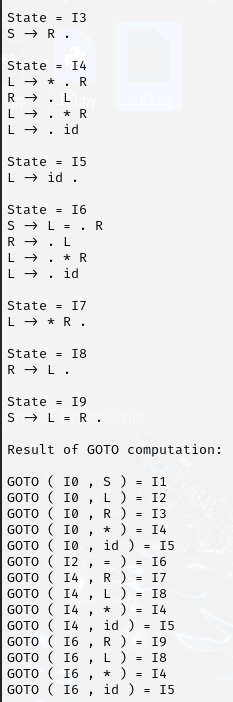 State = I3
S → R .
State = I4
L → * . R
R → . L
L → . * R
L → . id
State = I5
L → id .
State = I6
S → L = . R
R → . L
L → . * R
L → . id
State = I7
L → * R .
State = I8
R → L .
State = I9
S → L = R .
Result of GOTO computation:
GOTO ( I0 , S ) = I1
GOTO ( I0 , L ) = I2
GOTO ( I0 , R ) = I3
GOTO ( I0 , * ) = I4
GOTO ( I0 , id ) = I5
GOTO ( I2 , = ) = I6
GOTO ( I4 , R ) = I7
GOTO ( I4 , L ) = I8
GOTO ( I4 , * ) = I4
GOTO ( I4 , id ) = I5
GOTO ( I6 , R ) = I9
GOTO ( I6 , L ) = I8
GOTO ( I6 , * ) = I4
GOTO ( I6 , id ) = I5